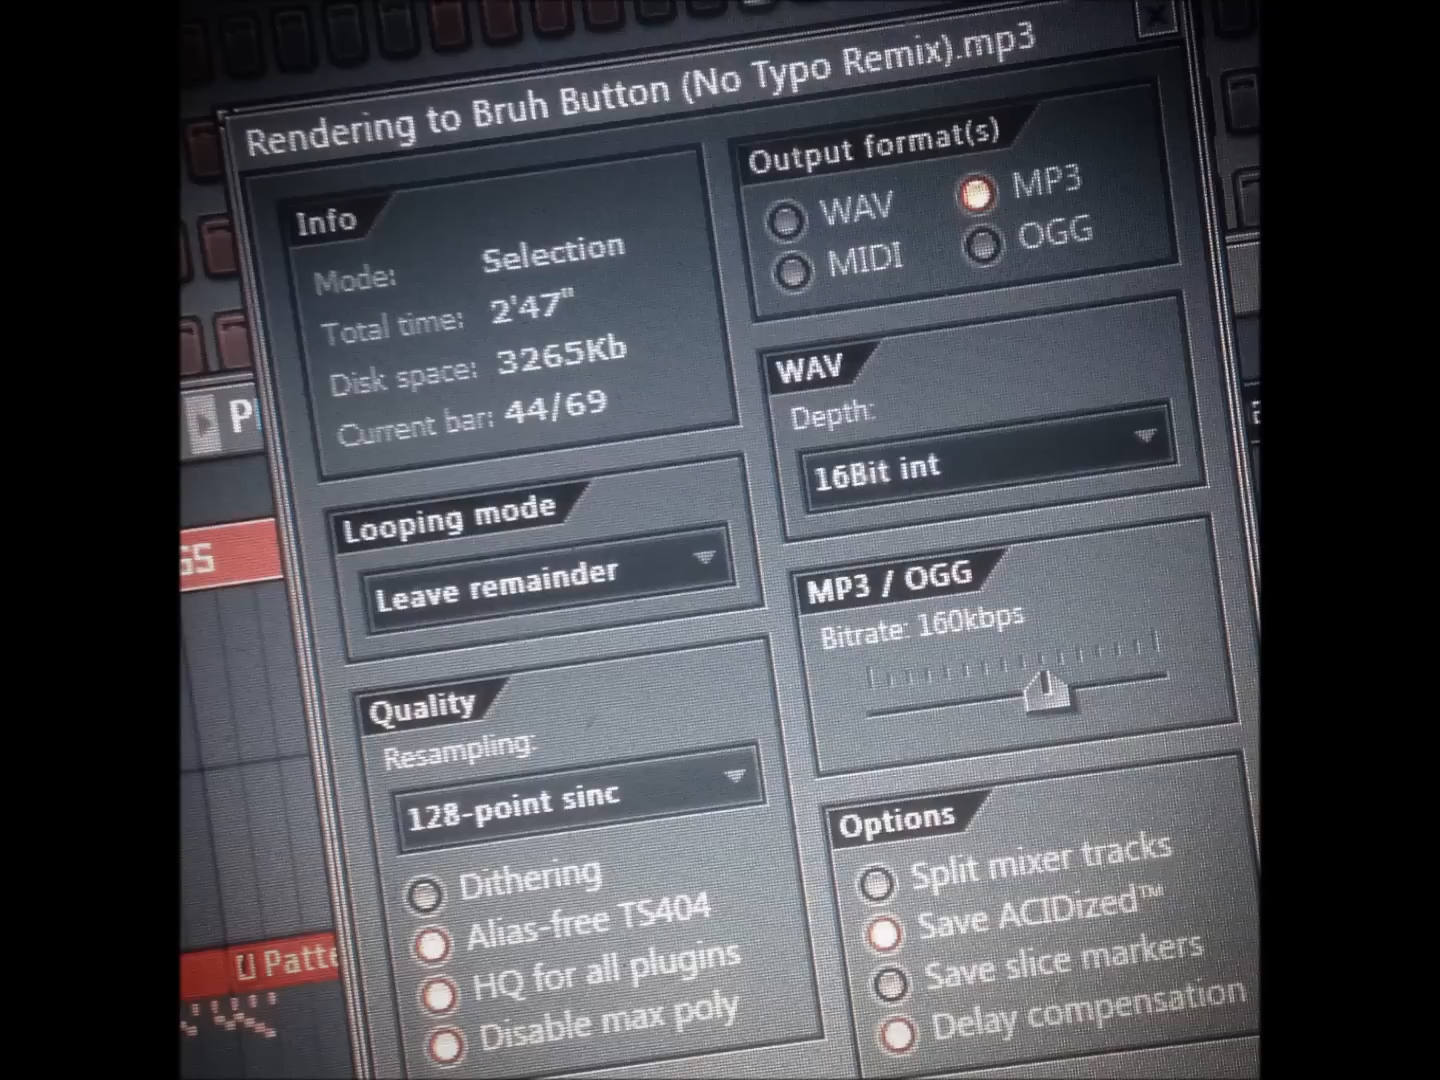 Rendering to Bruh Button (No Typo Remix).mp3
Info
Mode: Selection
Total time: 2'47"
Disk space: 3265Kb
Current bar: 44/69
Output format(s)
WAV
MP3
MIDI
OGG
WAV
Depth:
16Bit int
Looping mode
Leave remainder
MP3 / OGG
Bitrate: 160kbps
Quality
Resampling:
128-point sinc
Dithering
Alias-free TS404
HQ for all plugins
Disable max poly
Options
Split mixer tracks
Save ACIDized™
Save slice markers
Delay compensation
Patte